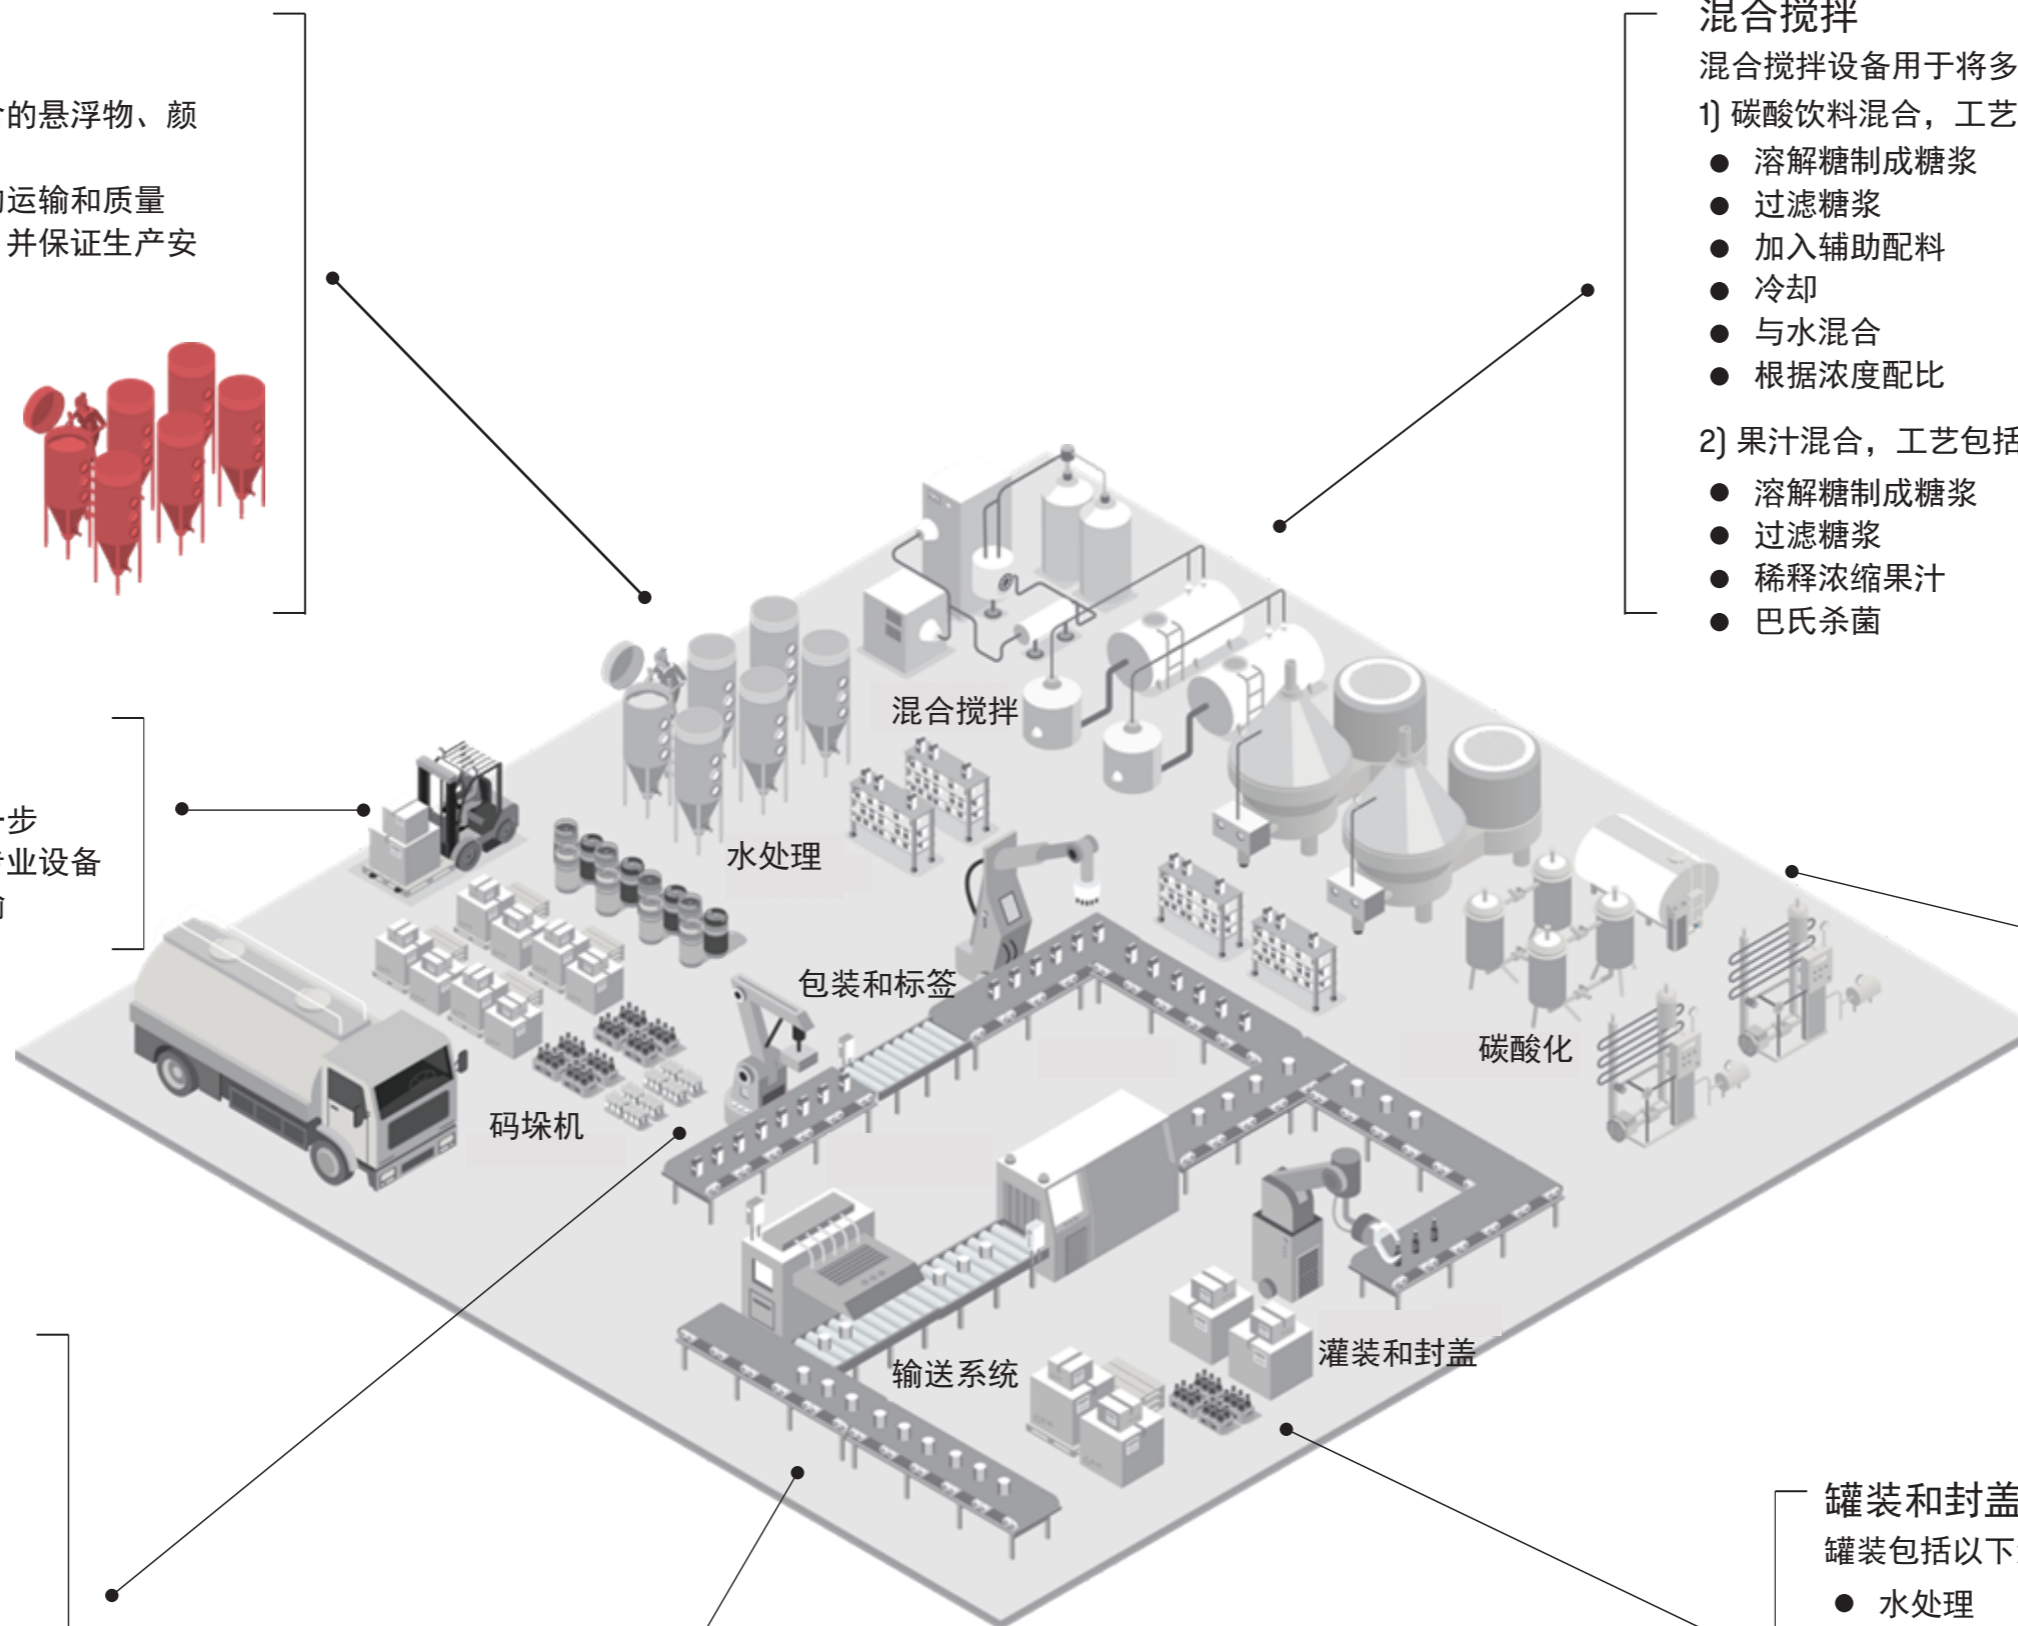 的悬浮物、颜
运输和质量
并保证生产安
步
业设备
混合搅拌
混合搅拌设备用于将多
1) 碳酸饮料混合，工艺
● 溶解糖制成糖浆
● 过滤糖浆
● 加入辅助配料
● 冷却
● 与水混合
● 根据浓度配比
2) 果汁混合，工艺包括
● 溶解糖制成糖浆
● 过滤糖浆
● 稀释浓缩果汁
● 巴氏杀菌
混合搅拌
水处理
包装和标签
碳酸化
码垛机
灌装和封盖
输送系统
罐装和封盖
罐装包括以下
● 水处理